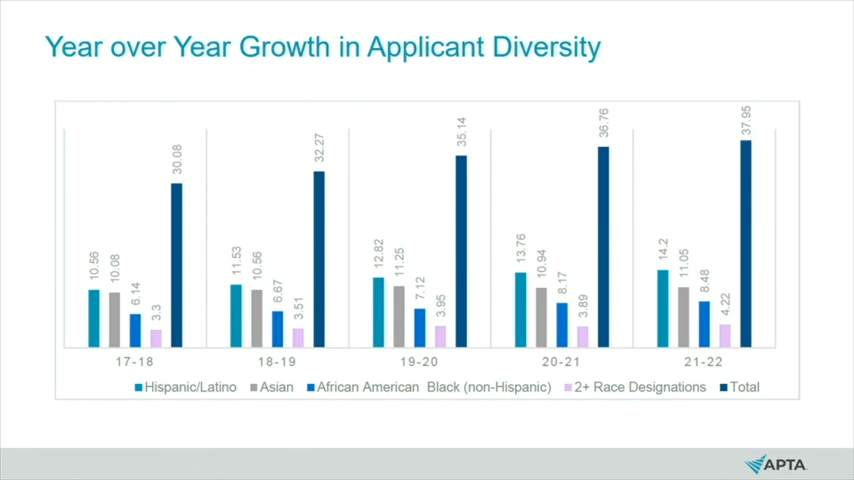 Year over Year Growth in Applicant Diversity
10.56 10.08 6.14 3.3 30.08
11.53 10.56 6.67 3.51 32.27
12.82 11.25 7.12 3.95 35.14
13.76 10.94 8.17 3.89 36.76
14.2 11.05 8.48 4.22 37.95
17-18 18-19 19-20 20-21 21-22
Hispanic/Latino Asian African American Black (non-Hispanic) 2+ Race Designations Total
APTA